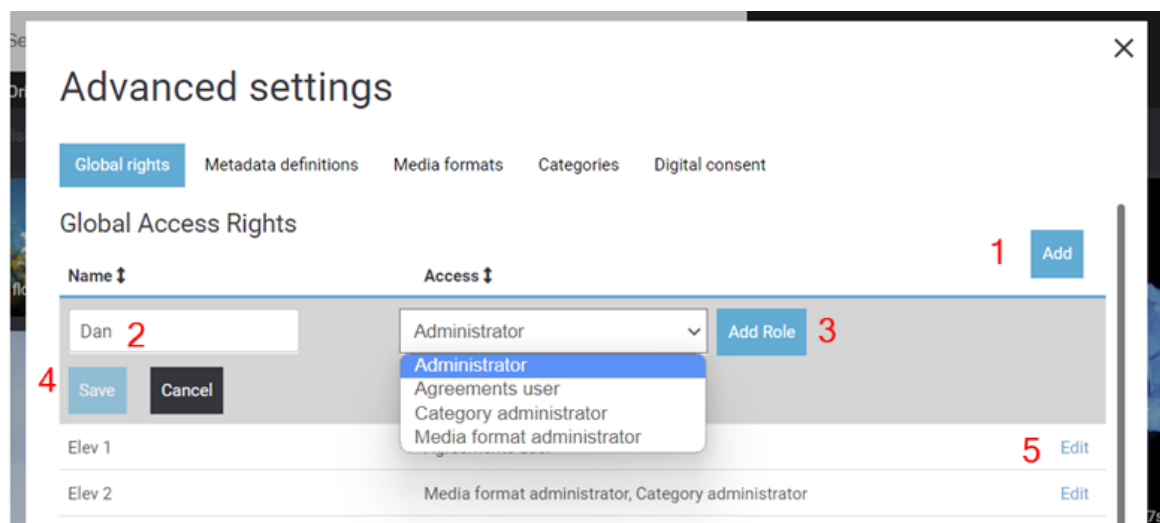 Advanced settings
Global rights Metadata definitions Media formats Categories Digital consent
Global Access Rights
1 Add
Name Access
Dan 2 Administrator Add Role 3
Administrator
4 Save Cancel Agreements user
Category administrator
Media format administrator
Elev 1 5 Edit
Elev 2 Media format administrator, Category administrator Edit